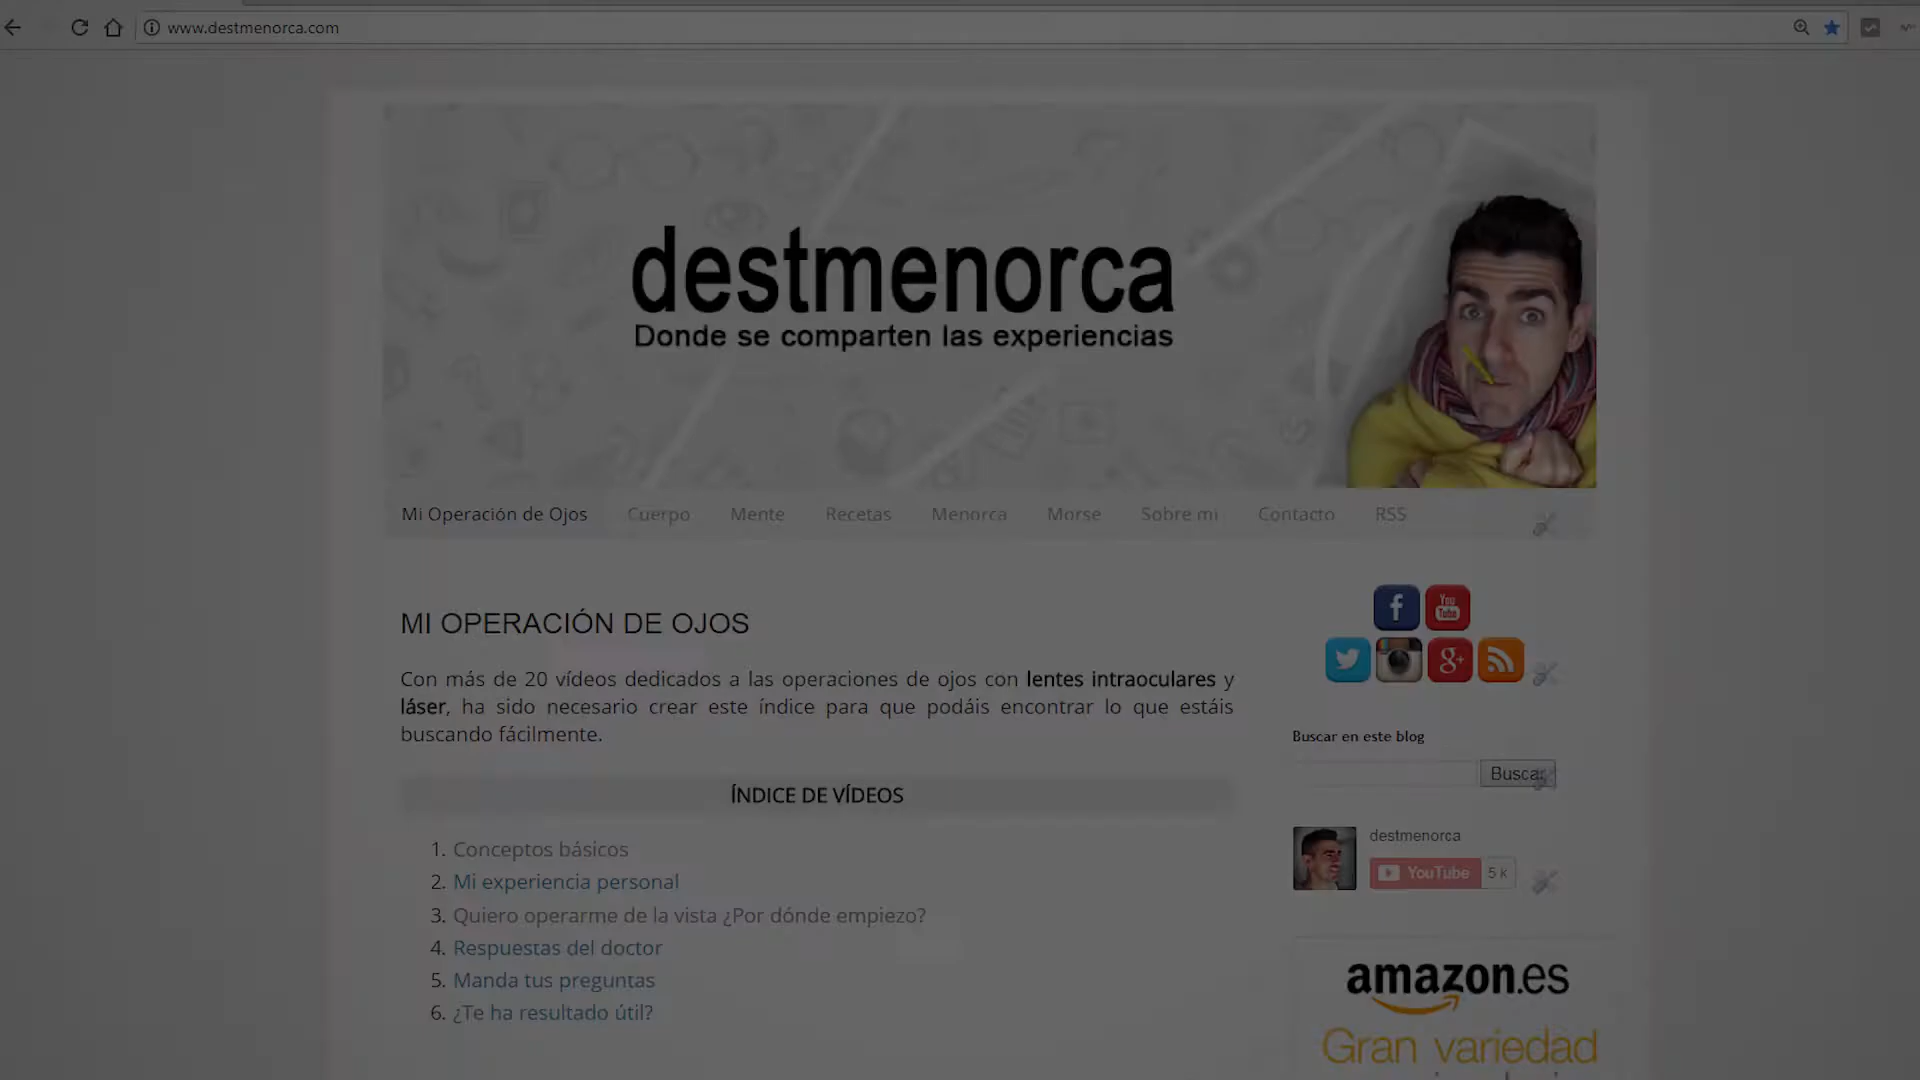 www.destmenorca.com
destmenorca
Donde se comparten las experiencias
Mi Operación de Ojos Cuerpo Mente Recetas Menorca Morse Sobre mi Contacto RSS
MI OPERACIÓN DE OJOS
Con más de 20 vídeos dedicados a las operaciones de ojos con lentes intraoculares y
láser, ha sido necesario crear este índice para que podáis encontrar lo que estáis
buscando fácilmente.
ÍNDICE DE VÍDEOS
1. Conceptos básicos
2. Mi experiencia personal
3. Quiero operarme de la vista ¿Por dónde empiezo?
4. Respuestas del doctor
5. Manda tus preguntas
6. ¿Te ha resultado útil?
You
Tube
g+
Buscar en este blog
Buscar
destmenorca
YouTube 5 k
amazon.es
Gran variedad